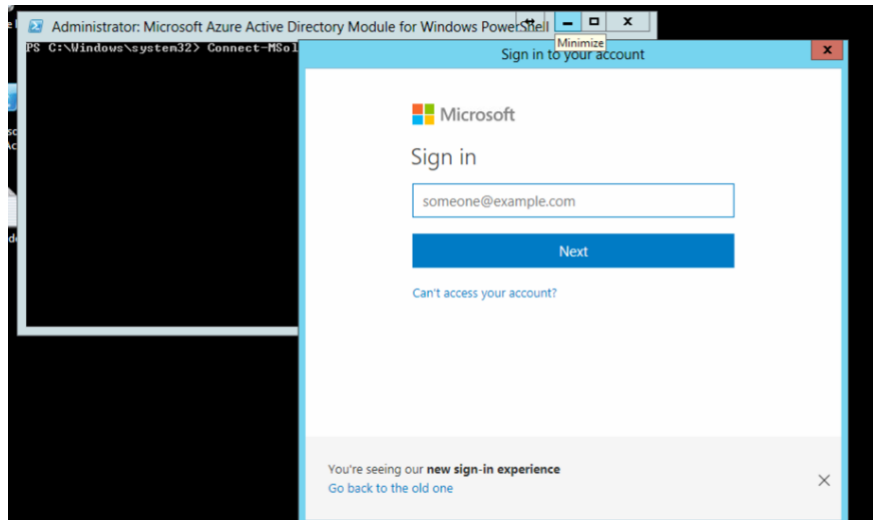 Administrator: Microsoft Azure Active Directory Module for Windows PowerShell
Minimize
PS C:\Windows\system32> Connect-MSol
Sign in to your account
Microsoft
Sign in
someone@example.com
Next
Can't access your account?
You're seeing our new sign-in experience
Go back to the old one